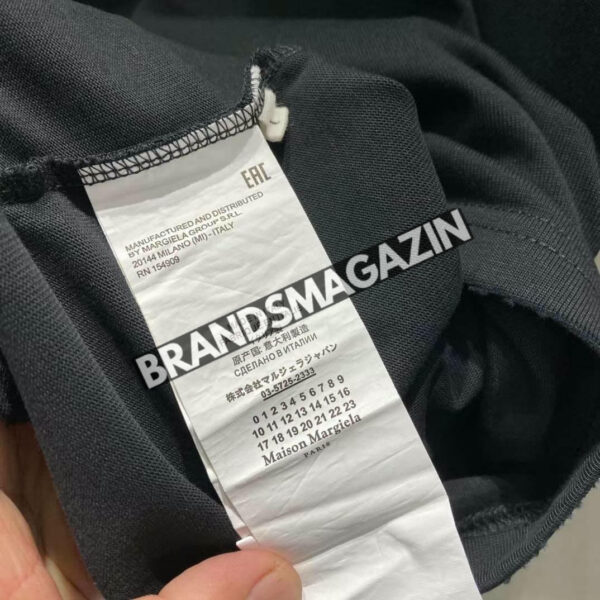 EAC
MANUFACTURED AND DISTRIBUTED
BY MARGIELA GROUP S.R.L.
20144 MILANO (MI) - ITALY
RN 154909
BRANDSMAGAZIN
原产国: 意大利製造
СДЕЛАНО В ИТАЛИИ
株式会社マルジェラジャパン
03-5725-2333
0 1 2 3 4 5 6 7 8 9
10 11 12 13 14 15 16
17 18 19 20 21 22 23
Maison Margiela
PARIS